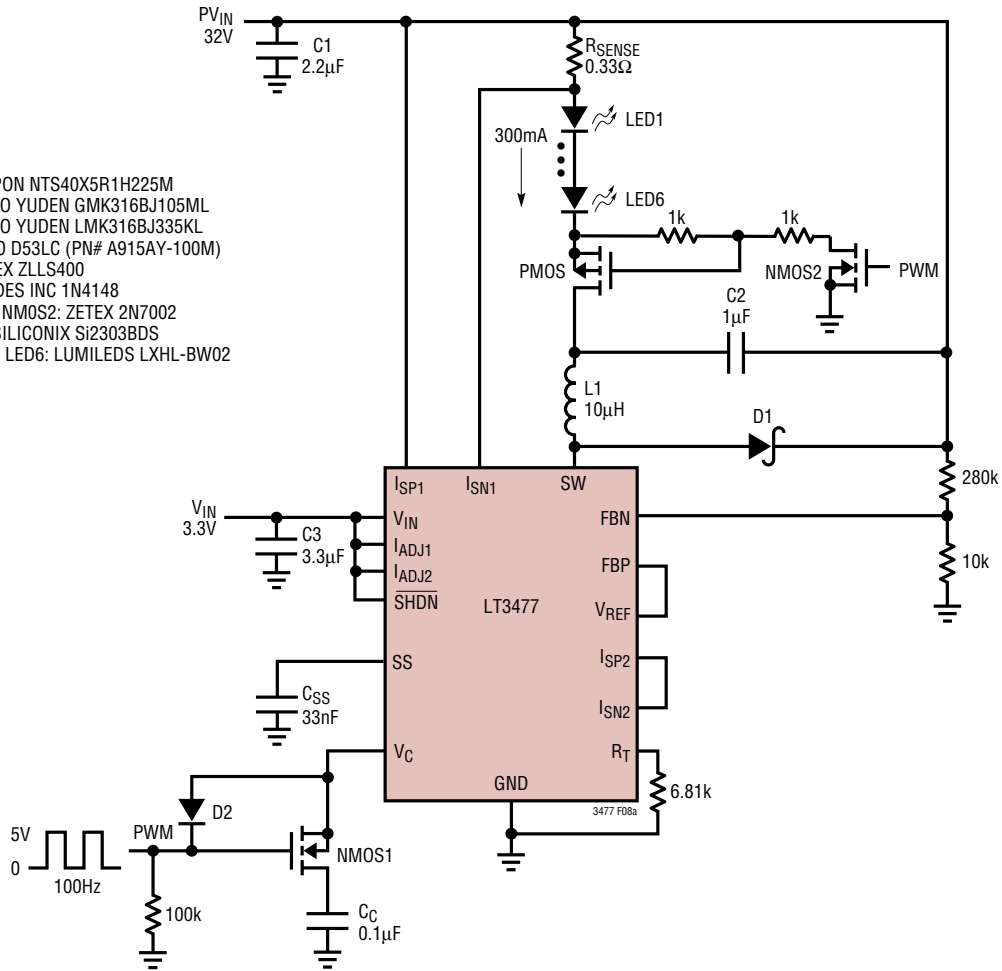 PVIN
32V
C1
2.2µF
RSENSE
0.33Ω
LED1
300mA
LED6
1k
1k
PMOS
NMOS2
PWM
C2
1µF
L1
10µH
D1
NTS40X5R1H225M
YUDEN GMK316BJ105ML
YUDEN LMK316BJ335KL
D53LC (PN# A915AY-100M)
ZLLS400
INC 1N4148
NMOS2: ZETEX 2N7002
SILICONIX Si2303BDS
LED6: LUMILEDS LXHL-BW02
ISP1
ISN1
SW
280k
VIN
3.3V
C3
3.3µF
VIN
IADJ1
IADJ2
SHDN
FBN
FBP
VREF
10k
LT3477
SS
CSS
33nF
ISP2
ISN2
VC
RT
GND
6.81k
3477 F08a
D2
5V
0
100Hz
PWM
NMOS1
100k
CC
0.1µF